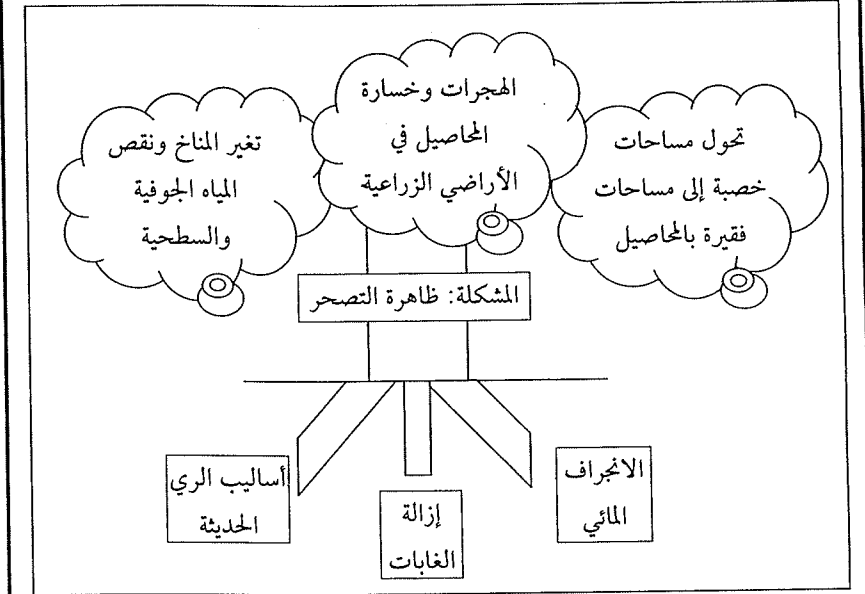 تحول مساحات
خصبة إلى مساحات
فقيرة بالمحاصيل
الهجرات وخسارة
المحاصيل في
الأراضي الزراعية
تغير المناخ ونقص
المياه الجوفية
والسطحية
المشكلة: ظاهرة التصحر
الانجراف
المائي
إزالة
الغابات
أساليب الري
الحديثة